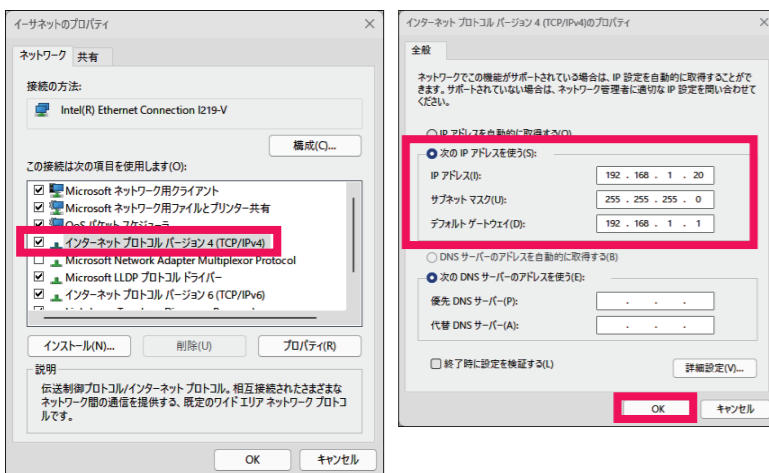 イーサネットのプロパティ
ネットワーク 共有
接続の方法:
Intel(R) Ethernet Connection I219-V
構成(C)...
この接続は次の項目を使用します(O):
Microsoft ネットワーク用クライアント
Microsoft ネットワーク用ファイルとプリンター共有
QoS パケット スケジューラ
インターネット プロトコル バージョン 4 (TCP/IPv4)
Microsoft Network Adapter Multiplexor Protocol
Microsoft LLDP プロトコル ドライバー
インターネット プロトコル バージョン 6 (TCP/IPv6)
インストール(N)... 削除(U) プロパティ(R)
説明
伝送制御プロトコル/インターネット プロトコル。相互接続されたさまざまな
ネットワーク間の通信を提供する、既定のワイド エリア ネットワーク プロトコ
ルです。
OK キャンセル
インターネット プロトコル バージョン 4 (TCP/IPv4)のプロパティ
全般
ネットワークでこの機能がサポートされている場合は、IP 設定を自動的に取得することがで
きます。サポートされていない場合は、ネットワーク管理者に適切な IP 設定を問い合わせて
ください。
IP アドレスを自動的に取得する(O)
次の IP アドレスを使う(S):
IP アドレス(I): 192 . 168 . 1 . 20
サブネット マスク(U): 255 . 255 . 255 . 0
デフォルト ゲートウェイ(D): 192 . 168 . 1 . 1
DNS サーバーのアドレスを自動的に取得する(B)
次の DNS サーバーのアドレスを使う(E):
優先 DNS サーバー(P): . . .
代替 DNS サーバー(A): . . .
終了時に設定を検証する(L)
詳細設定(V)...
OK キャンセル